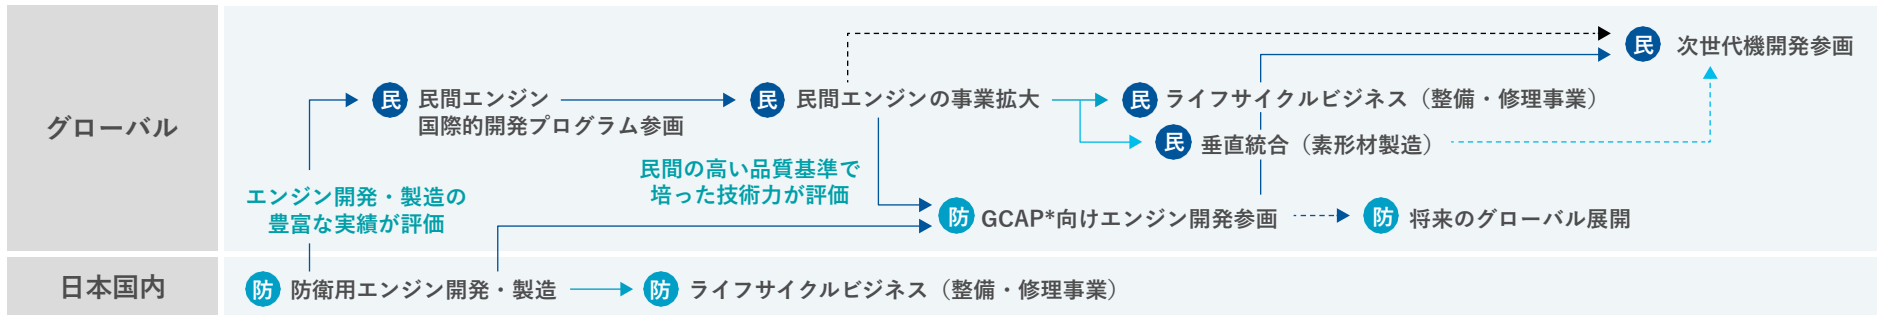 グローバル
民 民間エンジン
国際的開発プログラム参画
民 民間エンジンの事業拡大
民 ライフサイクルビジネス（整備・修理事業）
民 垂直統合（素形材製造）
民 次世代機開発参画
エンジン開発・製造の
豊富な実績が評価
民間の高い品質基準で
培った技術力が評価
防 GCAP*向けエンジン開発参画
防 将来のグローバル展開
日本国内
防 防衛用エンジン開発・製造
防 ライフサイクルビジネス（整備・修理事業）